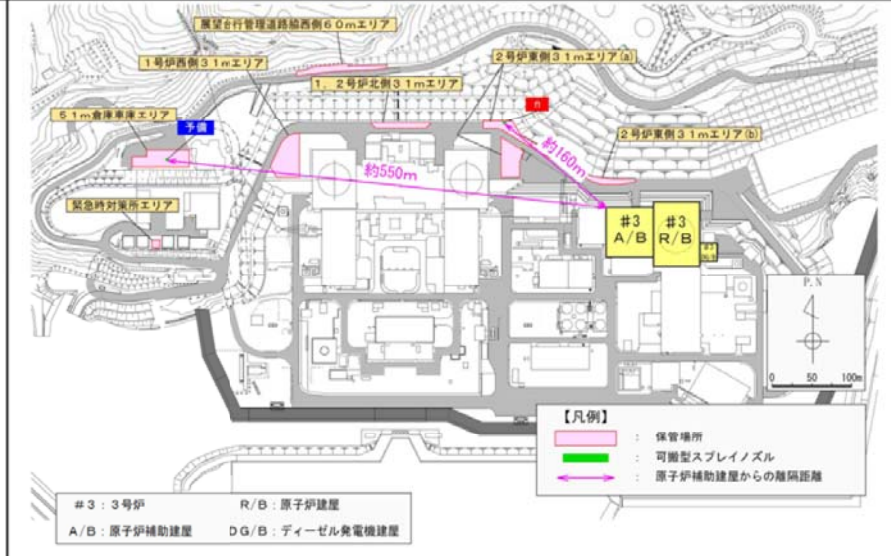 展望台行管理道路脇西側60mエリア
1号炉西側31mエリア
2号炉東側31mエリア(a)
1,2号炉北側31mエリア
51m倉庫車庫エリア
予備
n
2号炉東側31mエリア(b)
約160m
約550m
緊急時対策所エリア
#3
A/B
#3
R/B
#3
P.N
0 50 100m
【凡例】
: 保管場所
: 可搬型スプレイノズル
: 原子炉補助建屋からの離隔距離
#3:3号炉 R/B:原子炉建屋
A/B:原子炉補助建屋 DG/B:ディーゼル発電機建屋